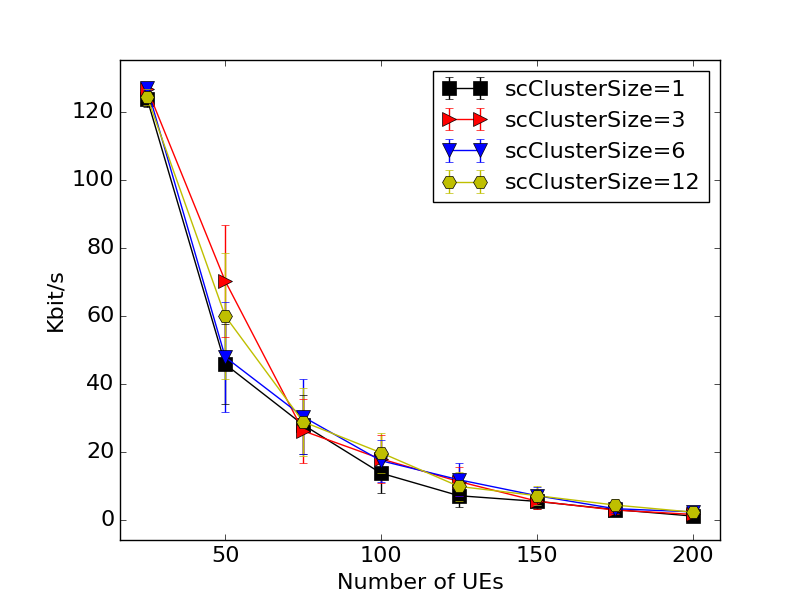 scClusterSize=1
scClusterSize=3
scClusterSize=6
scClusterSize=12
Kbit/s
120
100
80
60
40
20
0
50 100 150 200
Number of UEs